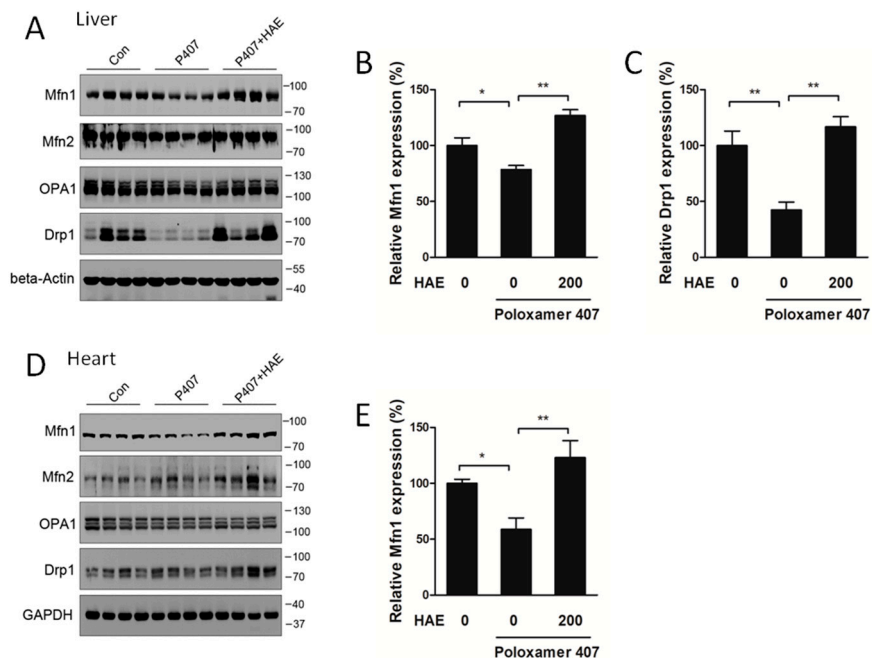 A Liver
Con P407 P407+HAE
Mfn1 –100
–70
Mfn2 –100
–70
OPA1 –130
–100
Drp1 –100
–70
beta-Actin –55
–40
B
Relative Mfn1 expression (%)
150
100
50
0
* **
HAE 0 0 200
Poloxamer 407
C
Relative Drp1 expression (%)
150
100
50
0
** **
HAE 0 0 200
Poloxamer 407
D Heart
Con P407 P407+HAE
Mfn1 –100
–70
Mfn2 –100
–70
OPA1 –130
–100
Drp1 –100
–70
GAPDH –40
–37
E
Relative Mfn1 expression (%)
150
100
50
0
* **
HAE 0 0 200
Poloxamer 407